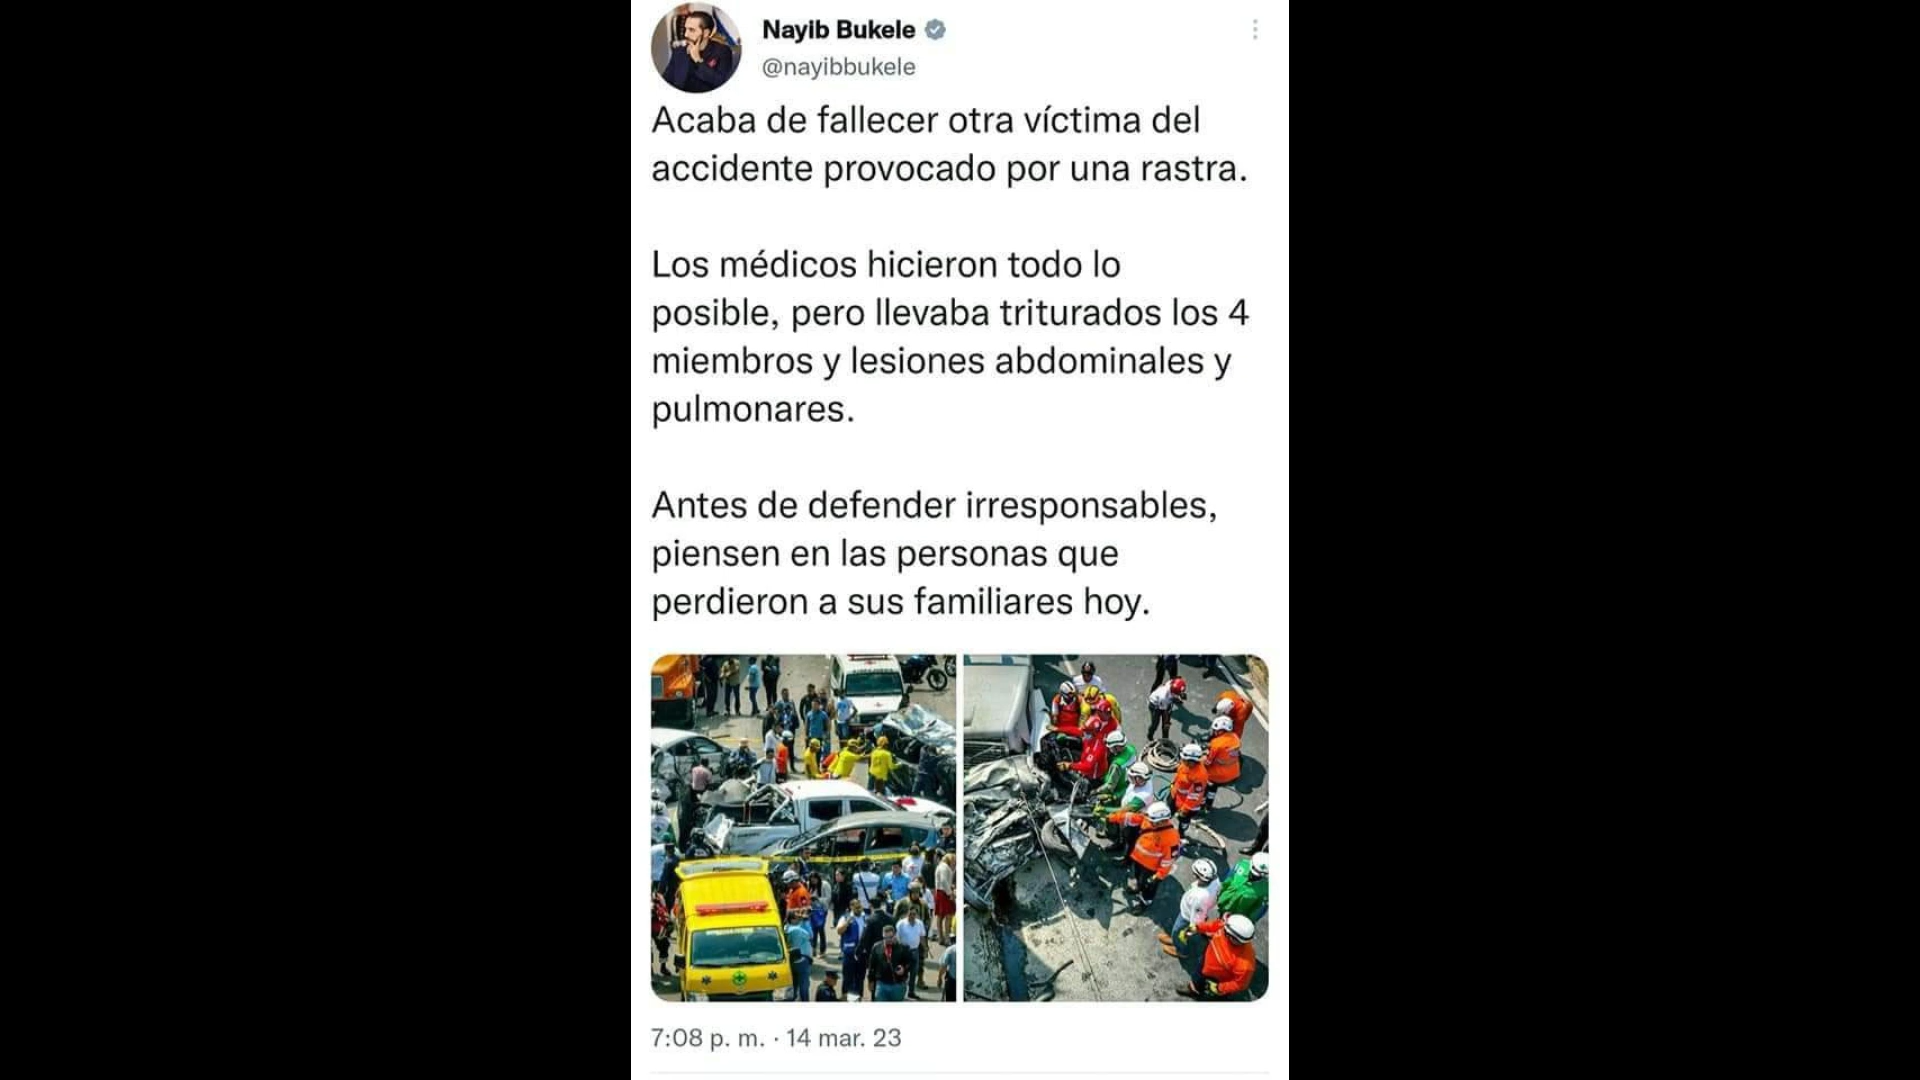 Nayib Bukele
@nayibbukele
Acaba de fallecer otra víctima del
accidente provocado por una rastra.
Los médicos hicieron todo lo
posible, pero llevaba triturados los 4
miembros y lesiones abdominales y
pulmonares.
Antes de defender irresponsables,
piensen en las personas que
perdieron a sus familiares hoy.
7:08 p. m. · 14 mar. 23